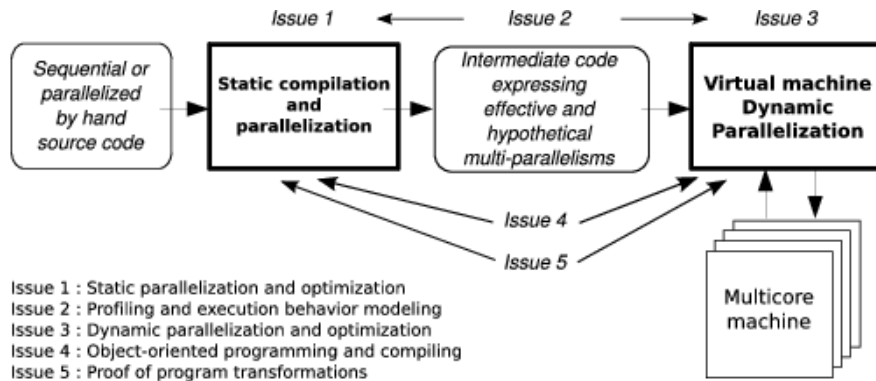 Issue 1
Issue 2
Issue 3
Sequential or
parallelized
by hand
source code
Static compilation
and
parallelization
Intermediate code
expressing
effective and
hypothetical
multi-parallelisms
Virtual machine
Dynamic
Parallelization
Issue 4
Issue 5
Multicore
machine
Issue 1 : Static parallelization and optimization
Issue 2 : Profiling and execution behavior modeling
Issue 3 : Dynamic parallelization and optimization
Issue 4 : Object-oriented programming and compiling
Issue 5 : Proof of program transformations